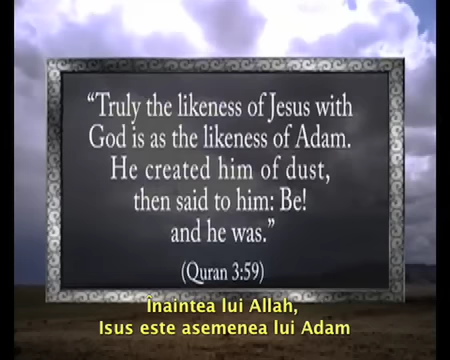 “Truly the likeness of Jesus with
God is as the likeness of Adam.
He created him of dust,
then said to him: Be!
and he was.”
(Quran 3:59)
Înaintea lui Allah,
Isus este asemenea lui Adam